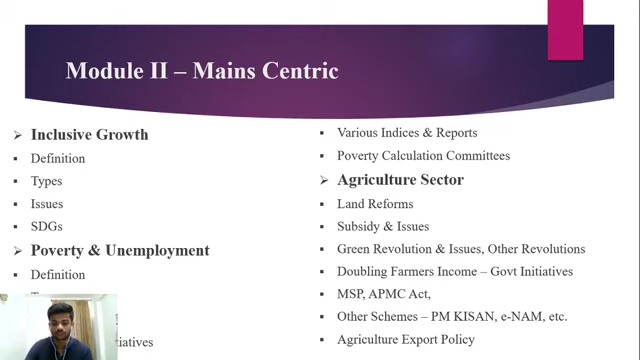 Module II – Mains Centric
Inclusive Growth
Definition
Types
Issues
SDGs
Poverty & Unemployment
Definition
Various Indices & Reports
Poverty Calculation Committees
Agriculture Sector
Land Reforms
Subsidy & Issues
Green Revolution & Issues, Other Revolutions
Doubling Farmers Income – Govt Initiatives
MSP, APMC Act,
Other Schemes – PM KISAN, e-NAM, etc.
Agriculture Export Policy